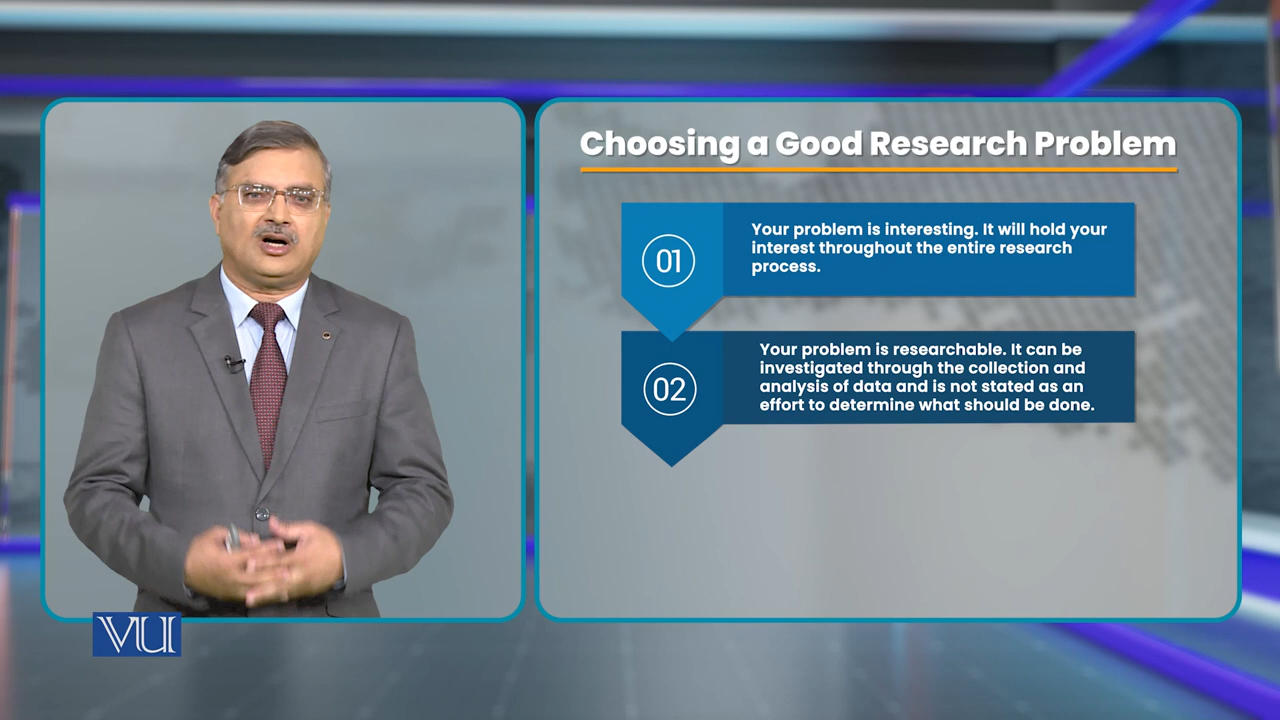 Choosing a Good Research Problem
01
Your problem is interesting. It will hold your
interest throughout the entire research
process.
02
Your problem is researchable. It can be
investigated through the collection and
analysis of data and is not stated as an
effort to determine what should be done.
VU